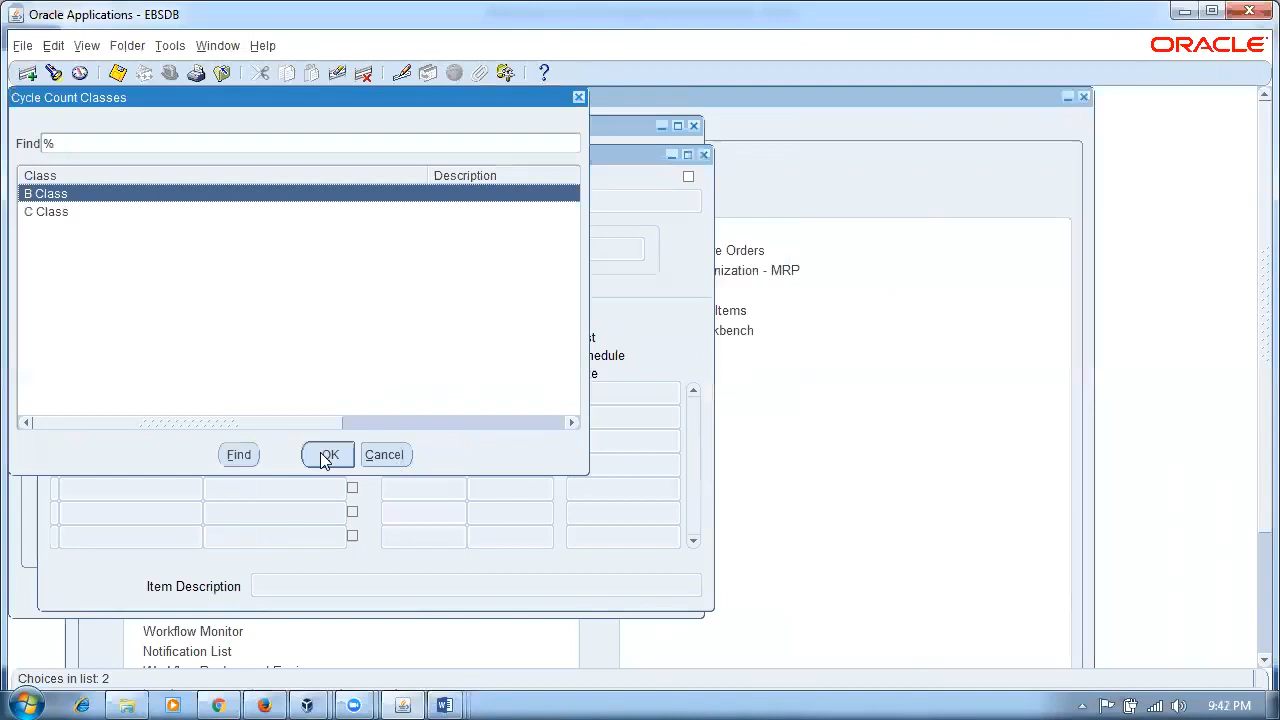 Oracle Applications - EBSDB
File Edit View Folder Tools Window Help
ORACLE
Cycle Count Classes
Find %
Class Description
B Class
C Class
Find OK Cancel
e Orders
nization - MRP
Items
kbench
st
hedule
e
Item Description
Workflow Monitor
Notification List
Choices in list: 2
9:42 PM